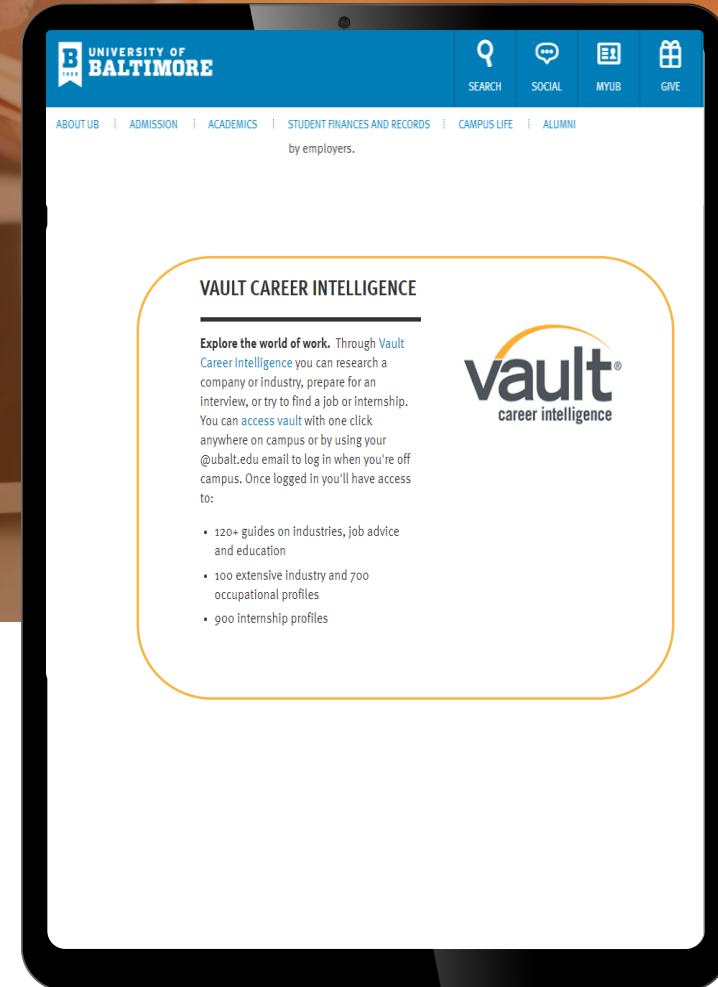 UNIVERSITY OF
BALTIMORE
SEARCH
SOCIAL
MYUB
GIVE
ABOUT UB
ADMISSION
ACADEMICS
STUDENT FINANCES AND RECORDS
CAMPUS LIFE
ALUMNI
by employers.
VAULT CAREER INTELLIGENCE
Explore the world of work. Through Vault
Career Intelligence you can research a
company or industry, prepare for an
interview, or try to find a job or internship.
You can access vault with one click
anywhere on campus or by using your
@ubalt.edu email to log in when you're off
campus. Once logged in you'll have access
to:
• 120+ guides on industries, job advice
and education
• 100 extensive industry and 700
occupational profiles
• 900 internship profiles
vault®
career intelligence